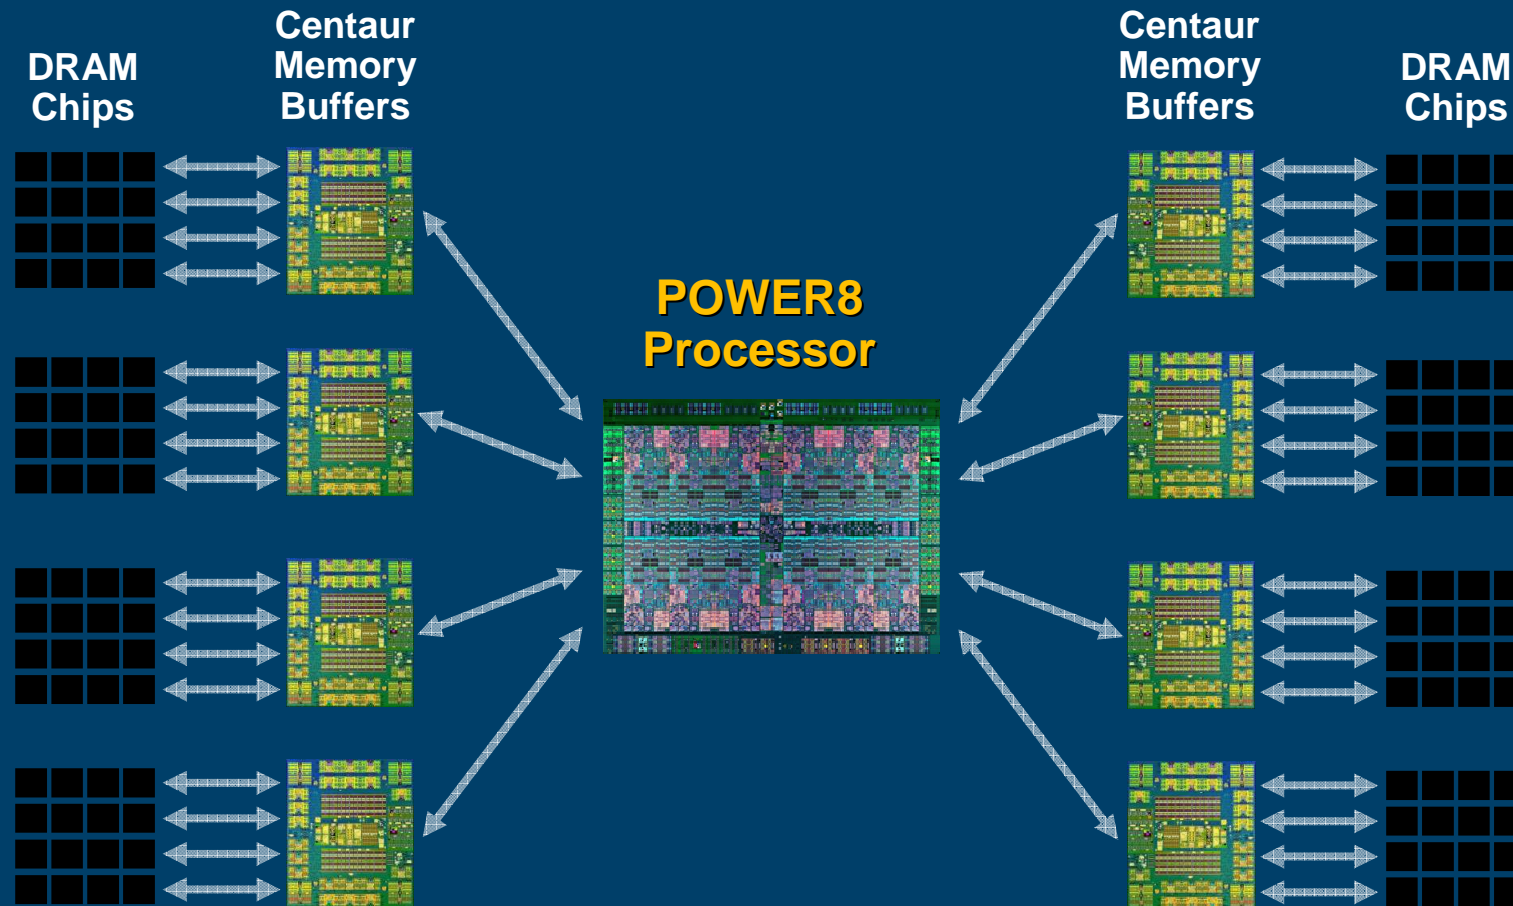 DRAM
Chips
Centaur
Memory
Buffers
POWER8
Processor
Centaur
Memory
Buffers
DRAM
Chips